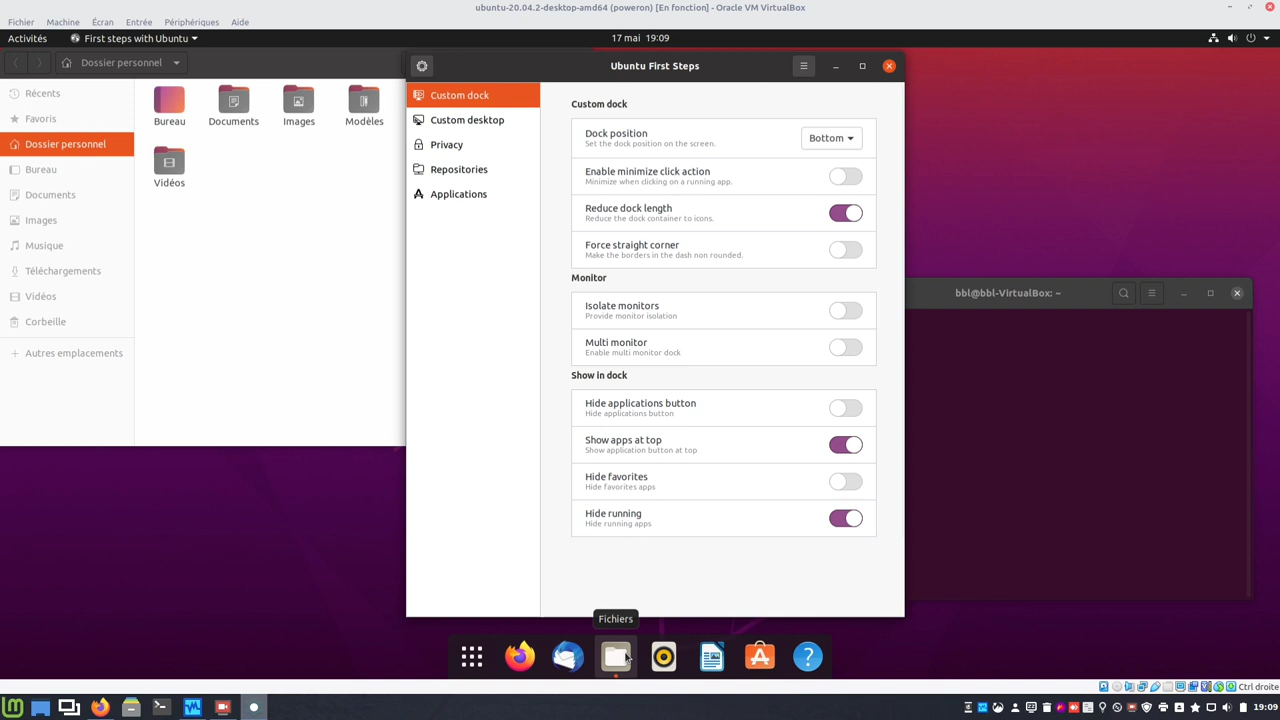 ubuntu-20.04.2-desktop-amd64 (poweron) [En fonction] - Oracle VM VirtualBox
Fichier Machine Écran Entrée Périphériques Aide
Activités First steps with Ubuntu 17 mai 19:09
Dossier personnel
Récents
Favoris
Dossier personnel
Bureau
Documents
Images
Musique
Téléchargements
Vidéos
Corbeille
+ Autres emplacements
Bureau Documents Images Modèles
Vidéos
Ubuntu First Steps
Custom dock
Custom desktop
Privacy
Repositories
Applications
Custom dock
Dock position
Set the dock position on the screen.
Bottom
Enable minimize click action
Minimize when clicking on a running app.
Reduce dock length
Reduce the dock container to icons.
Force straight corner
Make the borders in the dash non rounded.
Monitor
Isolate monitors
Provide monitor isolation
Multi monitor
Enable multi monitor dock
Show in dock
Hide applications button
Hide applications button
Show apps at top
Show application button at top
Hide favorites
Hide favorites apps
Hide running
Hide running apps
bbl@bbl-VirtualBox: ~
Fichiers
Ctrl droite
19:09